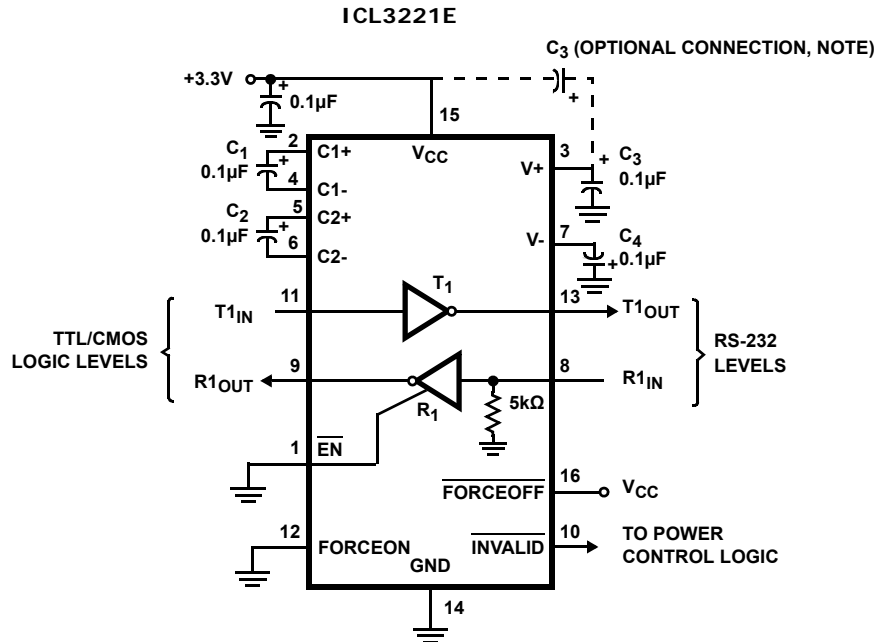 ICL3221E
C3 (OPTIONAL CONNECTION, NOTE)
+3.3V
+
0.1µF
+
15
2
C1+
VCC
3
V+
+
C3
0.1µF
C1
0.1µF
+
4
C1-
5
C2+
C2
0.1µF
+
6
C2-
7
V-
C4
0.1µF
+
T1
11
T1IN
13
T1OUT
TTL/CMOS
LOGIC LEVELS
RS-232
LEVELS
9
R1OUT
8
R1IN
R1
5kΩ
1
EN
16
FORCEOFF
VCC
12
FORCEON
10
INVALID
TO POWER
CONTROL LOGIC
GND
14